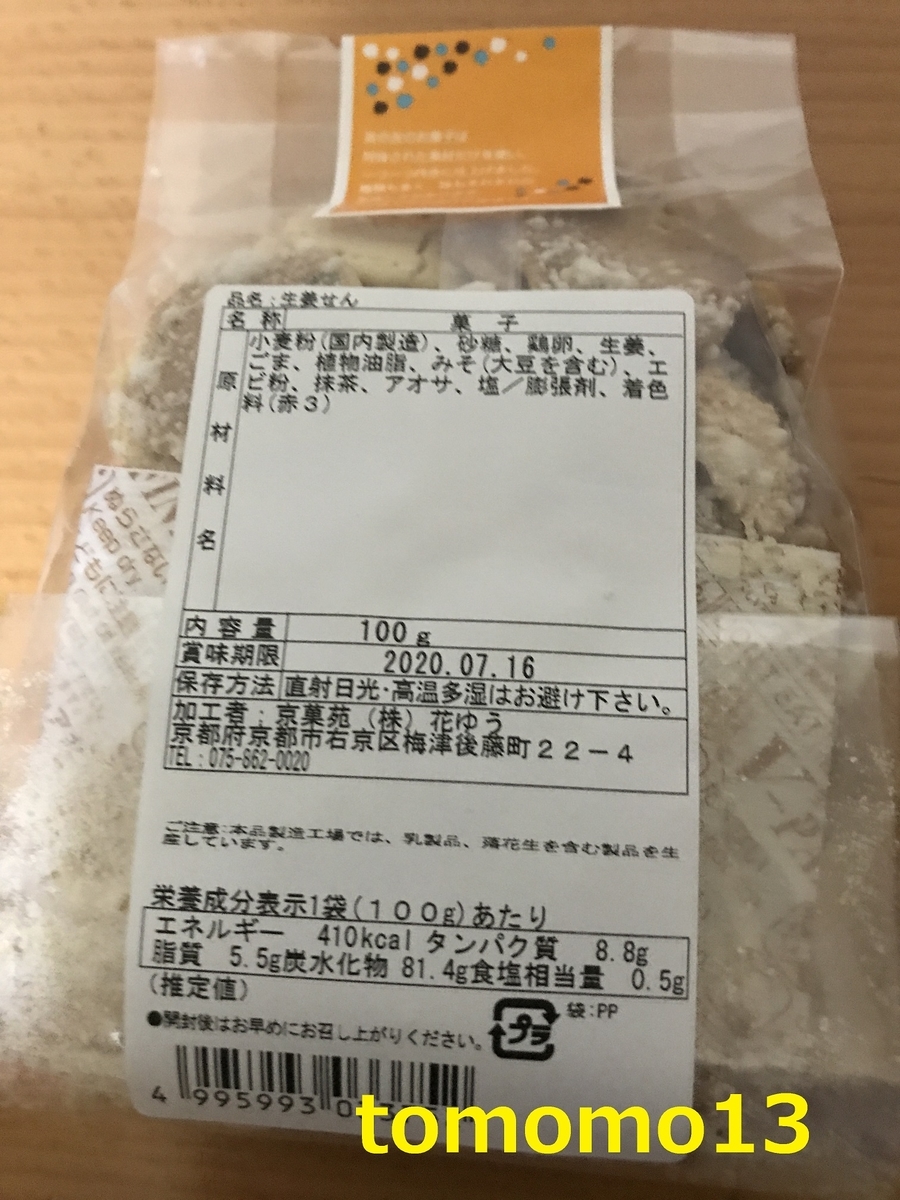 品名:生姜せん
名称 菓子
原材料名
小麦粉(国内製造)、砂糖、鶏卵、生姜、
ごま、植物油脂、みそ(大豆を含む)、エ
ビ粉、抹茶、アオサ、塩/膨張剤、着色
料(赤3)
内容量 100g
賞味期限 2020.07.16
保存方法 直射日光・高温多湿はお避け下さい。
加工者:京菓苑(株)花ゆう
京都府京都市右京区梅津後藤町22-4
TEL:075-862-0020
ご注意:本品製造工場では、乳製品、落花生を含む製品を生
産しています。
栄養成分表示1袋(100g)あたり
エネルギー 410kcal タンパク質 8.8g
脂質 5.5g炭水化物 81.4g食塩相当量 0.5g
(推定値)
●開封後はお早めにお召し上がりください。
プラ
袋:PP
4 995993
tomomo13
ぬらさない
Keep dry